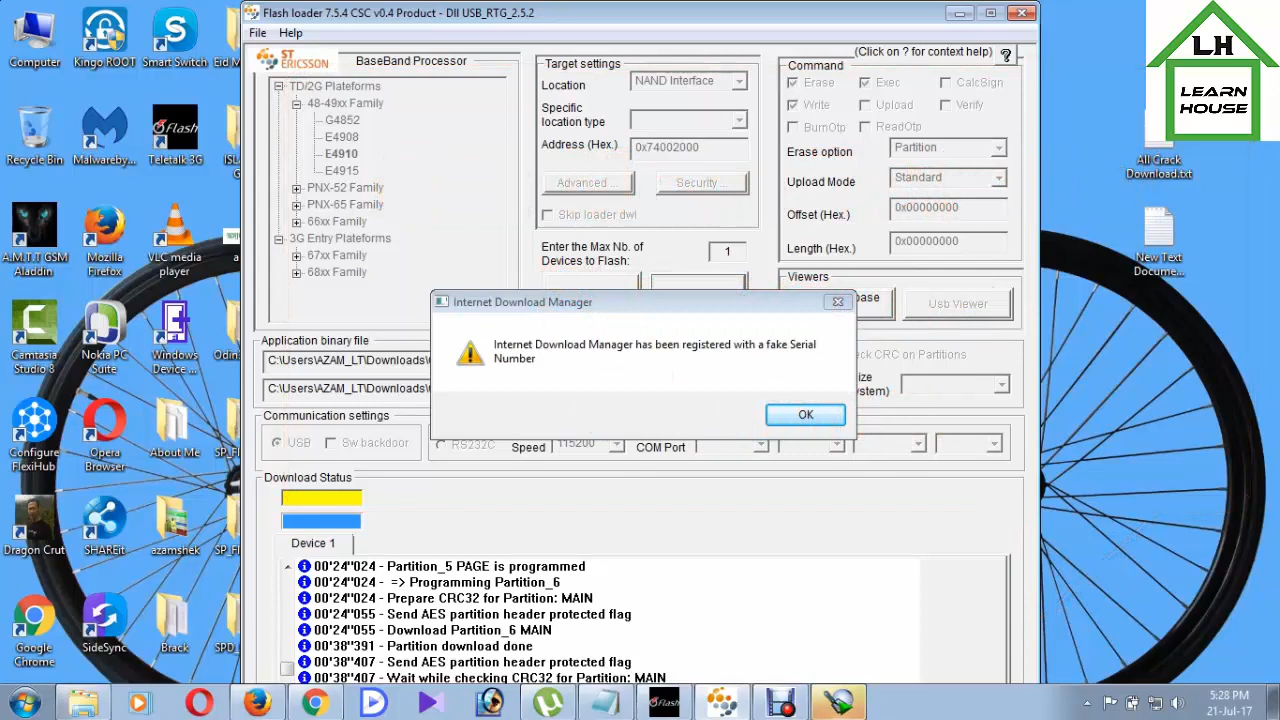 Flash loader 7.5.4 CSC v0.4 Product - DII USB_RTG_2.5.2
File Help
(Click on ? for context help) ?
ST
ERICSSON
BaseBand Processor
TD/2G Plateforms
48-49xx Family
G4852
E4908
E4910
E4915
PNX-52 Family
PNX-65 Family
66xx Family
3G Entry Plateforms
67xx Family
68xx Family
Target settings
Location
NAND Interface
Specific
location type
Address (Hex.)
0x74002000
Advanced ...
Security...
Skip loader dwl
Enter the Max Nb. of
Devices to Flash:
1
Command
Erase Exec CalcSign
Write Upload Verify
BurnOtp ReadOtp
Erase option
Partition
Upload Mode
Standard
Offset (Hex.)
0x00000000
Length (Hex.)
0x00000000
Viewers
Usb Viewer
Internet Download Manager
Internet Download Manager has been registered with a fake Serial
Number
OK
Application binary file
C:\Users\AZAM_LT\Downloads\
C:\Users\AZAM_LT\Downloads\
CRC on Partitions
Communication settings
USB
Sw backdoor
RS232C
Speed
115200
COM Port
Download Status
Device 1
00'24"024 - Partition_5 PAGE is programmed
00'24"024 - => Programming Partition_6
00'24"024 - Prepare CRC32 for Partition: MAIN
00'24"055 - Send AES partition header protected flag
00'24"055 - Download Partition_6 MAIN
00'38"391 - Partition download done
00'38"407 - Send AES partition header protected flag
00'38"407 - Wait while checking CRC32 for Partition: MAIN
Computer
Kingo ROOT
Smart Switch
Eid M
Recycle Bin
Malwareby...
Flash
Teletalk 3G
A.M.T.T GSM
Aladdin
Mozilla
Firefox
VLC media
player
Camtasia
Studio 8
Nokia PC
Suite
Windows
Device ...
Odin
Configure
FlexiHub
Opera
Browser
About Me
Dragon Crut
SHAREit
azamshek
Google
Chrome
SideSync
Brack
LH
LEARN
HOUSE
All Crack
Download.txt
New Text
Docume...
Flash
5:28 PM
21-Jul-17